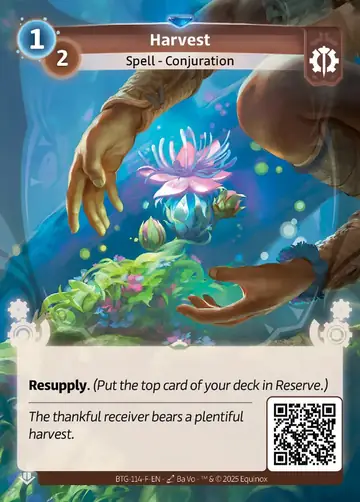 1
Harvest
2
Spell - Conjuration
Resupply. (Put the top card of your deck in Reserve.)
The thankful receiver bears a plentiful
harvest.
BTG-114-F-EN - Ba Vo - ™ & © 2025 Equinox